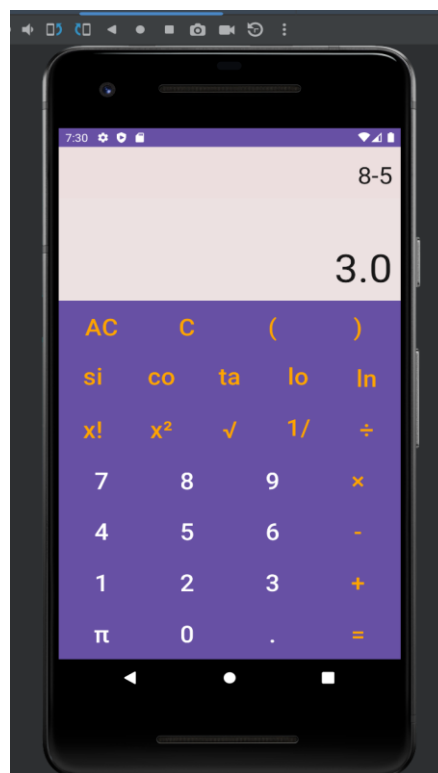 7:30
8-5
3.0
AC C ( )
si co ta lo ln
x! x² √ 1/ ÷
7 8 9 ×
4 5 6 -
1 2 3 +
π 0 . =